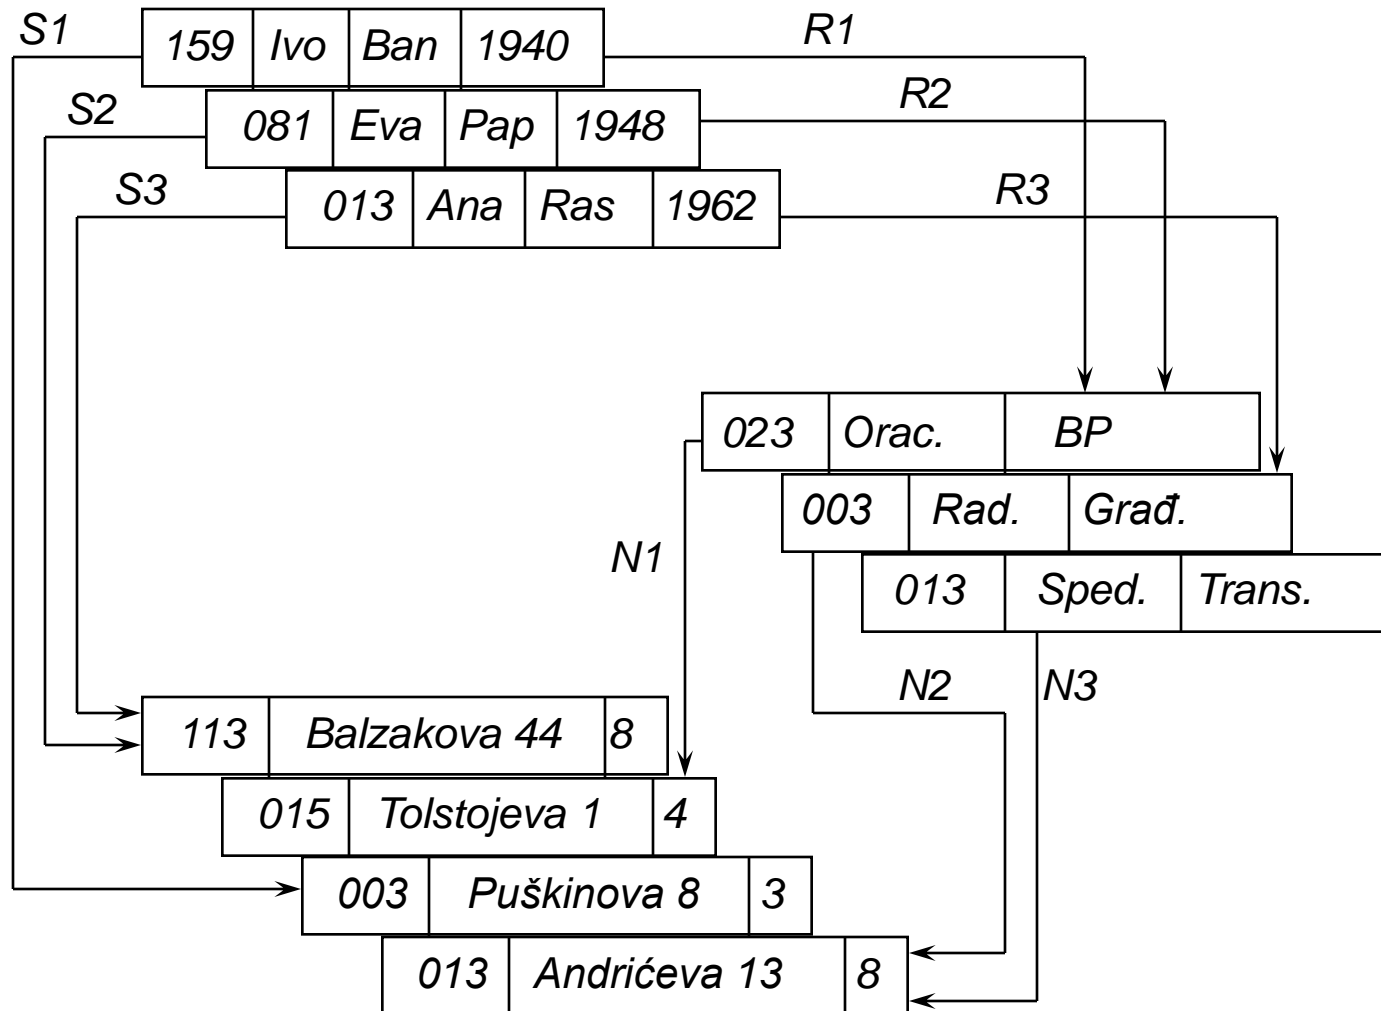 S1 159 Ivo Ban 1940 R1
S2 081 Eva Pap 1948 R2
S3 013 Ana Ras 1962 R3
023 Orac. BP
003 Rad. Građ.
N1
013 Sped. Trans.
N2 N3
113 Balzakova 44 8
015 Tolstojeva 1 4
003 Puškinova 8 3
013 Andrićeva 13 8